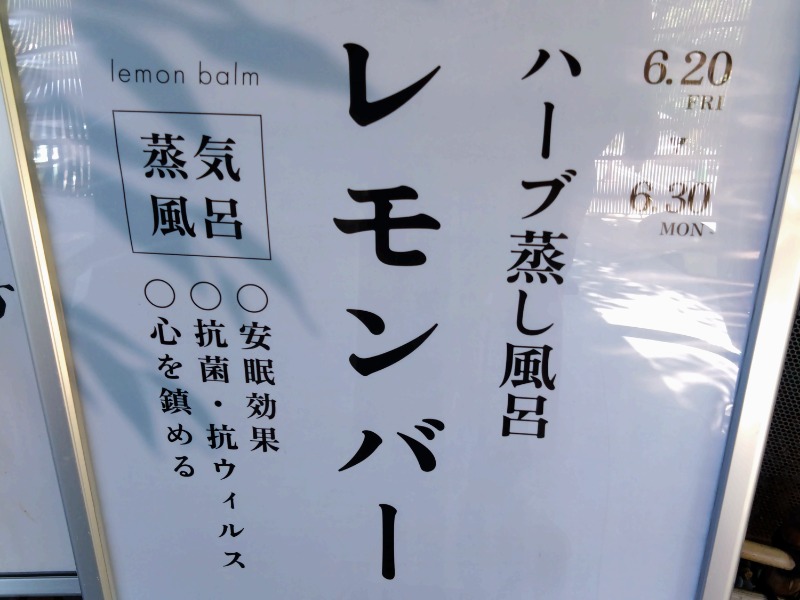 6.20
FRI
6.30
MON
ハーブ蒸し風呂
レモンバー
lemon balm
蒸気
風呂
○安眠効果
○抗菌・抗ウィルス
○心を鎮める